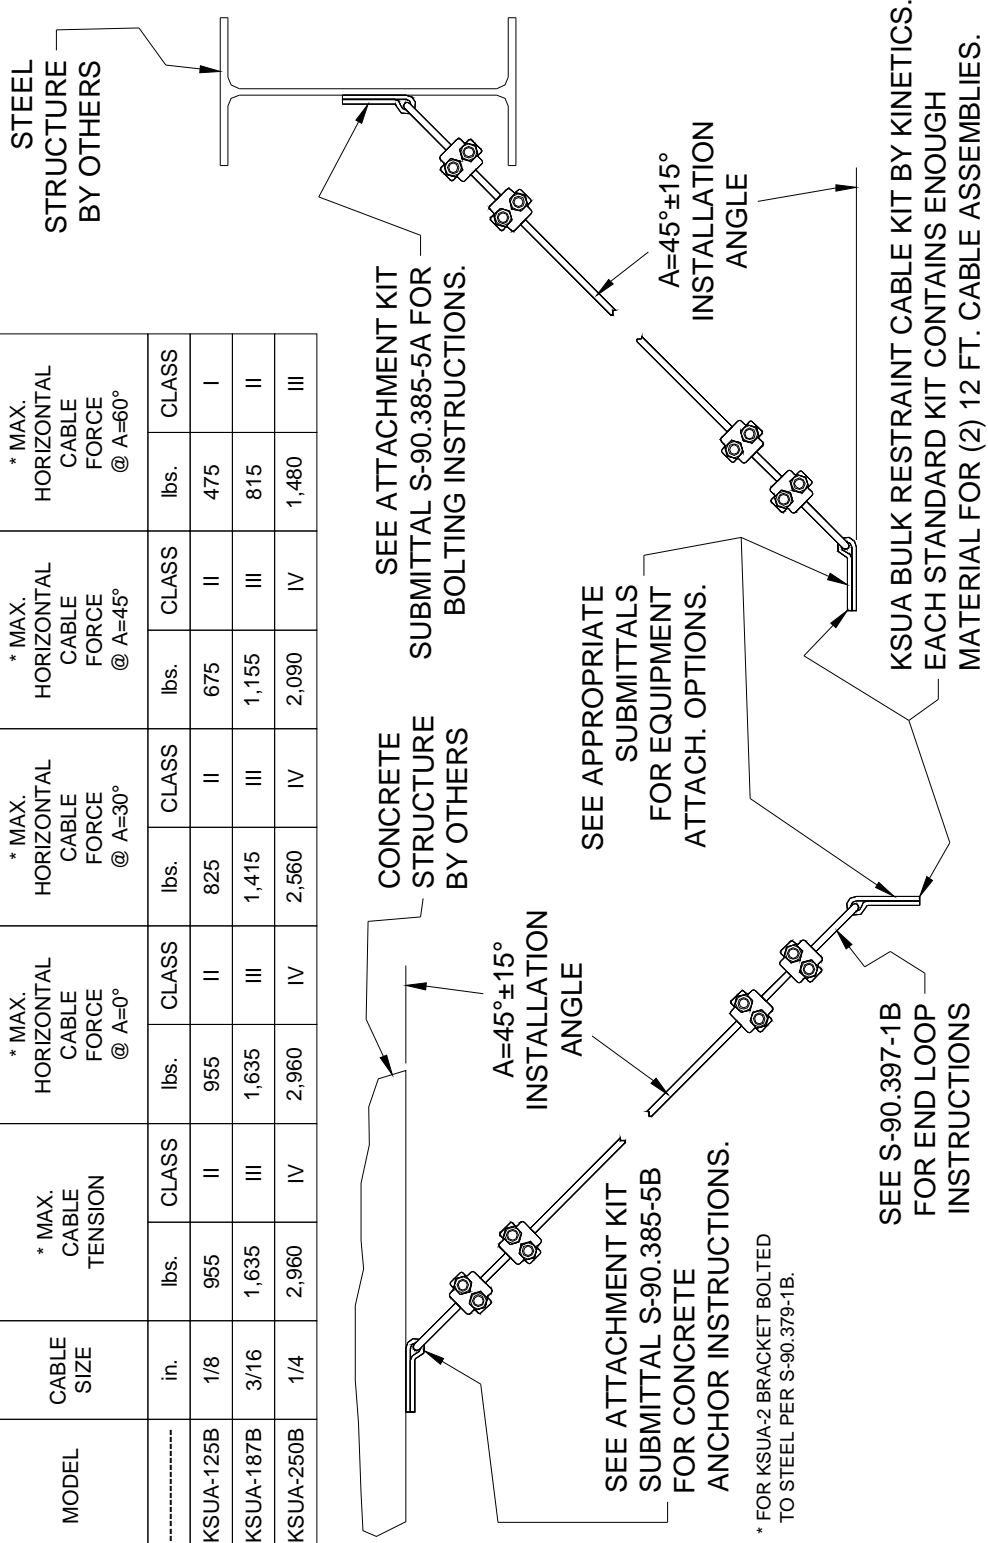 MODEL
CABLE
SIZE
* MAX.
CABLE
TENSION
* MAX.
HORIZONTAL
CABLE
FORCE
@ A=0°
* MAX.
HORIZONTAL
CABLE
FORCE
@ A=30°
* MAX.
HORIZONTAL
CABLE
FORCE
@ A=45°
* MAX.
HORIZONTAL
CABLE
FORCE
@ A=60°
----------- in. lbs. CLASS lbs. CLASS lbs. CLASS lbs. CLASS lbs. CLASS
KSUA-125B 1/8 955 II 955 II 825 II 675 II 475 I
KSUA-187B 3/16 1,635 III 1,635 III 1,415 III 1,155 III 815 II
KSUA-250B 1/4 2,960 IV 2,960 IV 2,560 IV 2,090 IV 1,480 III
STEEL
STRUCTURE
BY OTHERS
CONCRETE
STRUCTURE
BY OTHERS
SEE ATTACHMENT KIT
SUBMITTAL S-90.385-5A FOR
BOLTING INSTRUCTIONS.
A=45°±15°
INSTALLATION
ANGLE
SEE APPROPRIATE
SUBMITTALS
FOR EQUIPMENT
ATTACH. OPTIONS.
A=45°±15°
INSTALLATION
ANGLE
SEE ATTACHMENT KIT
SUBMITTAL S-90.385-5B
FOR CONCRETE
ANCHOR INSTRUCTIONS.
* FOR KSUA-2 BRACKET BOLTED
TO STEEL PER S-90.379-1B.
SEE S-90.397-1B
FOR END LOOP
INSTRUCTIONS
KSUA BULK RESTRAINT CABLE KIT BY KINETICS.
EACH STANDARD KIT CONTAINS ENOUGH
MATERIAL FOR (2) 12 FT. CABLE ASSEMBLIES.